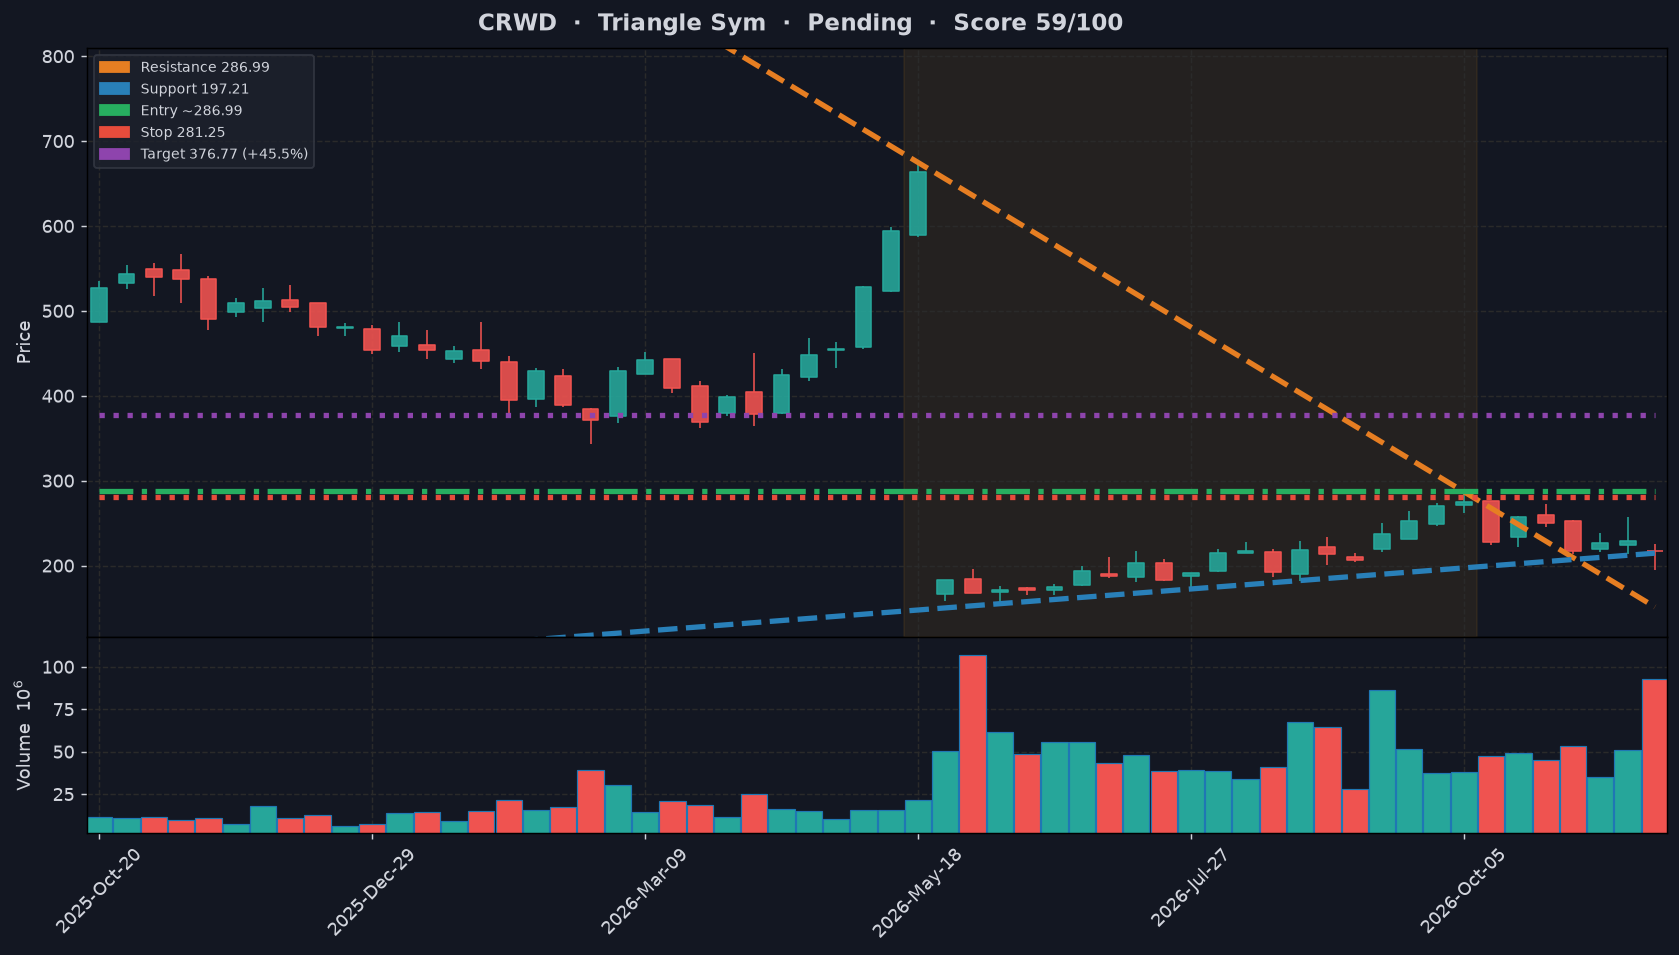 CRWD · Triangle Sym · Pending · Score 59/100
Resistance 286.99
Support 197.21
Entry ~286.99
Stop 281.25
Target 376.77 (+45.5%)
Price
800
700
600
500
400
300
200
Volume 10⁶
100
75
50
25
2025-Oct-20
2025-Dec-29
2026-Mar-09
2026-May-18
2026-Jul-27
2026-Oct-05